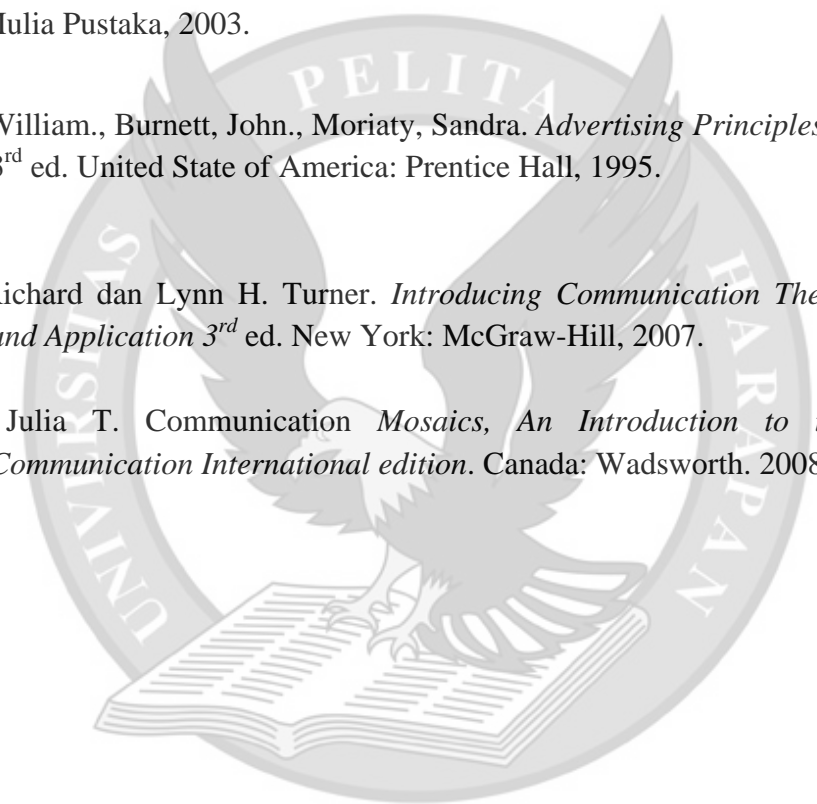 Mulia Pustaka, 2003.
William., Burnett, John., Moriaty, Sandra. Advertising Principles
3rd ed. United State of America: Prentice Hall, 1995.
Richard dan Lynn H. Turner. Introducing Communication The
and Application 3rd ed. New York: McGraw-Hill, 2007.
Julia T. Communication Mosaics, An Introduction to
Communication International edition. Canada: Wadsworth. 2008
UNIVERSITAS PELITA HARAPAN